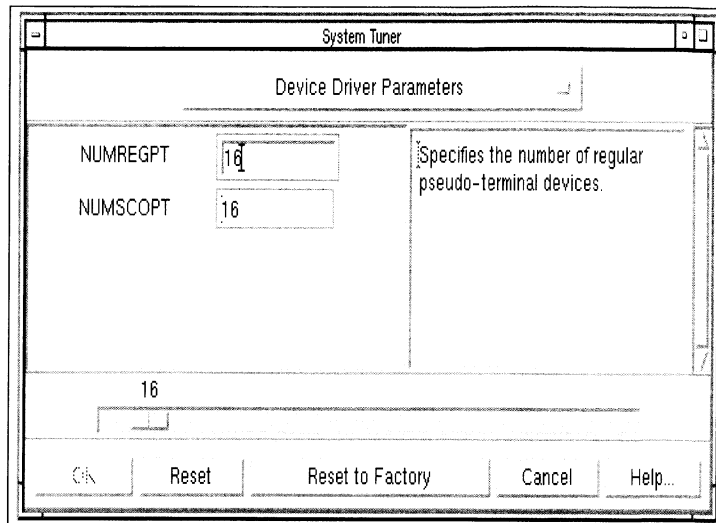 System Tuner
Device Driver Parameters
NUMREGPT
16
NUMSCOPT
16
Specifies the number of regular
pseudo-terminal devices.
16
OK
Reset
Reset to Factory
Cancel
Help...